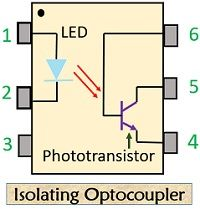 1 LED 6
2 5
3 4
Phototransistor
Isolating Optocoupler